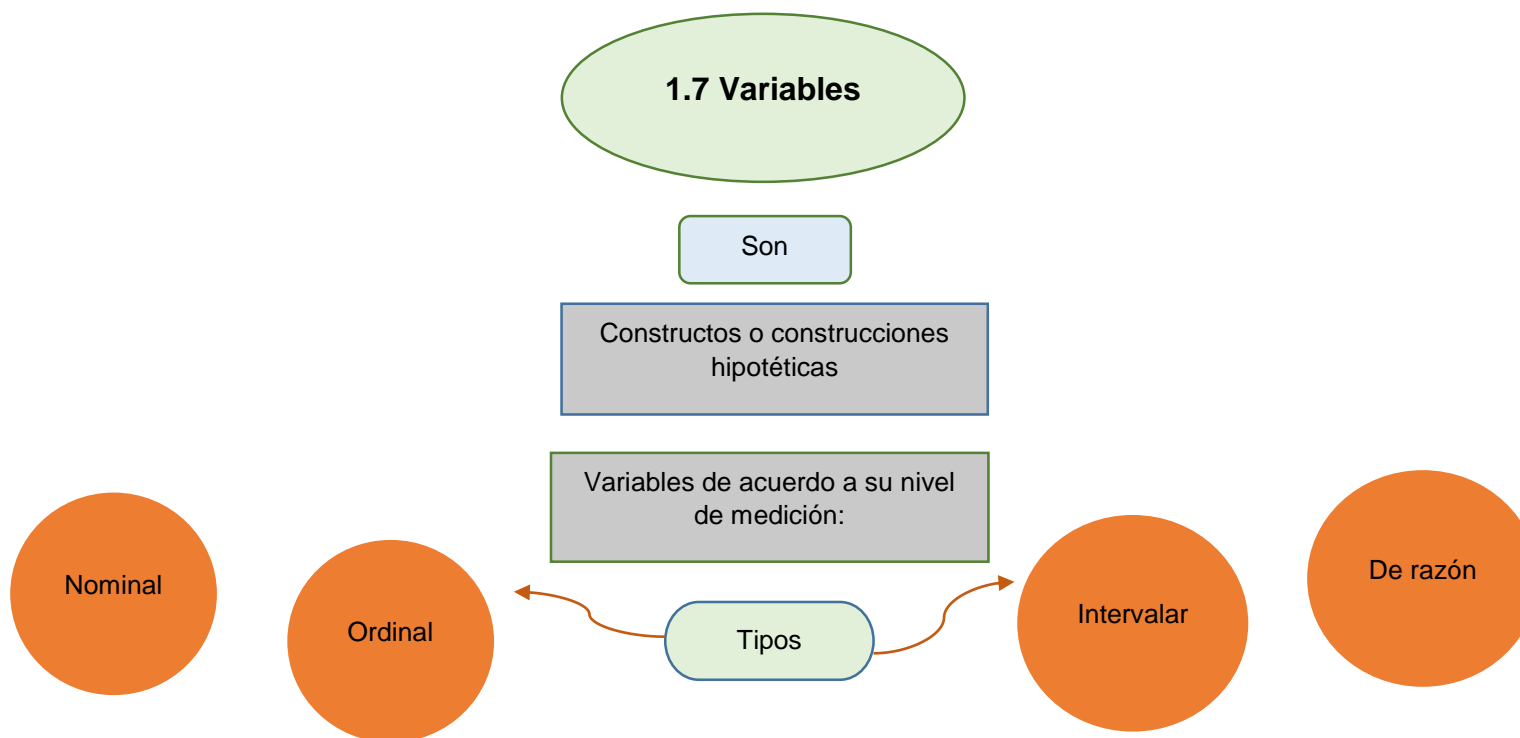 1.7 Variables
Son
Constructos o construcciones
hipotéticas
Variables de acuerdo a su nivel
de medición:
Nominal
Ordinal
Tipos
Intervalar
De razón